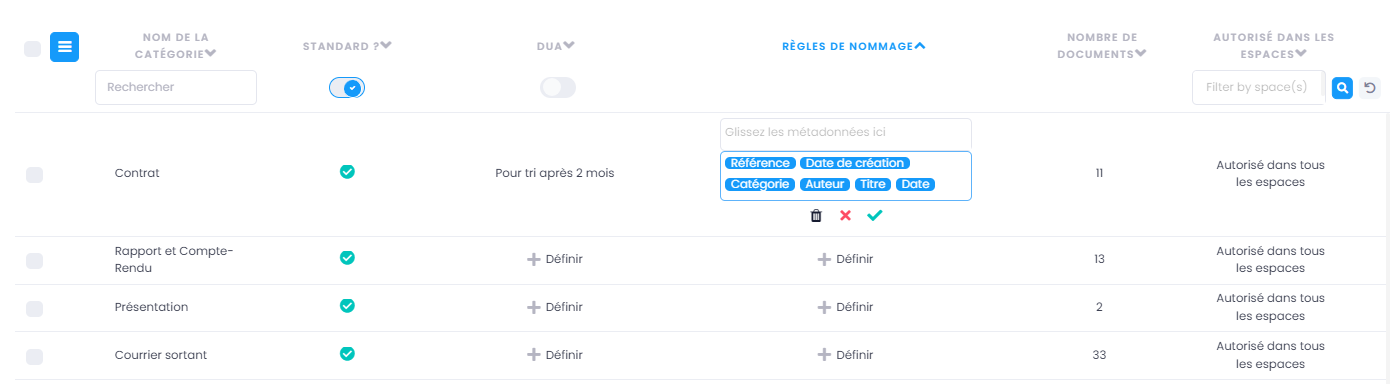 NOM DE LA
CATÉGORIE
STANDARD ?
DUA
RÈGLES DE NOMMAGE
NOMBRE DE
DOCUMENTS
AUTORISÉ DANS LES
ESPACES
Rechercher
Filter by space(s)
Contrat
Pour tri après 2 mois
Glissez les métadonnées ici
Référence Date de création
Catégorie Auteur Titre Date
11
Autorisé dans tous
les espaces
Rapport et Compte-
Rendu
Définir
Définir
13
Autorisé dans tous
les espaces
Présentation
Définir
Définir
2
Autorisé dans tous
les espaces
Courrier sortant
Définir
Définir
33
Autorisé dans tous
les espaces